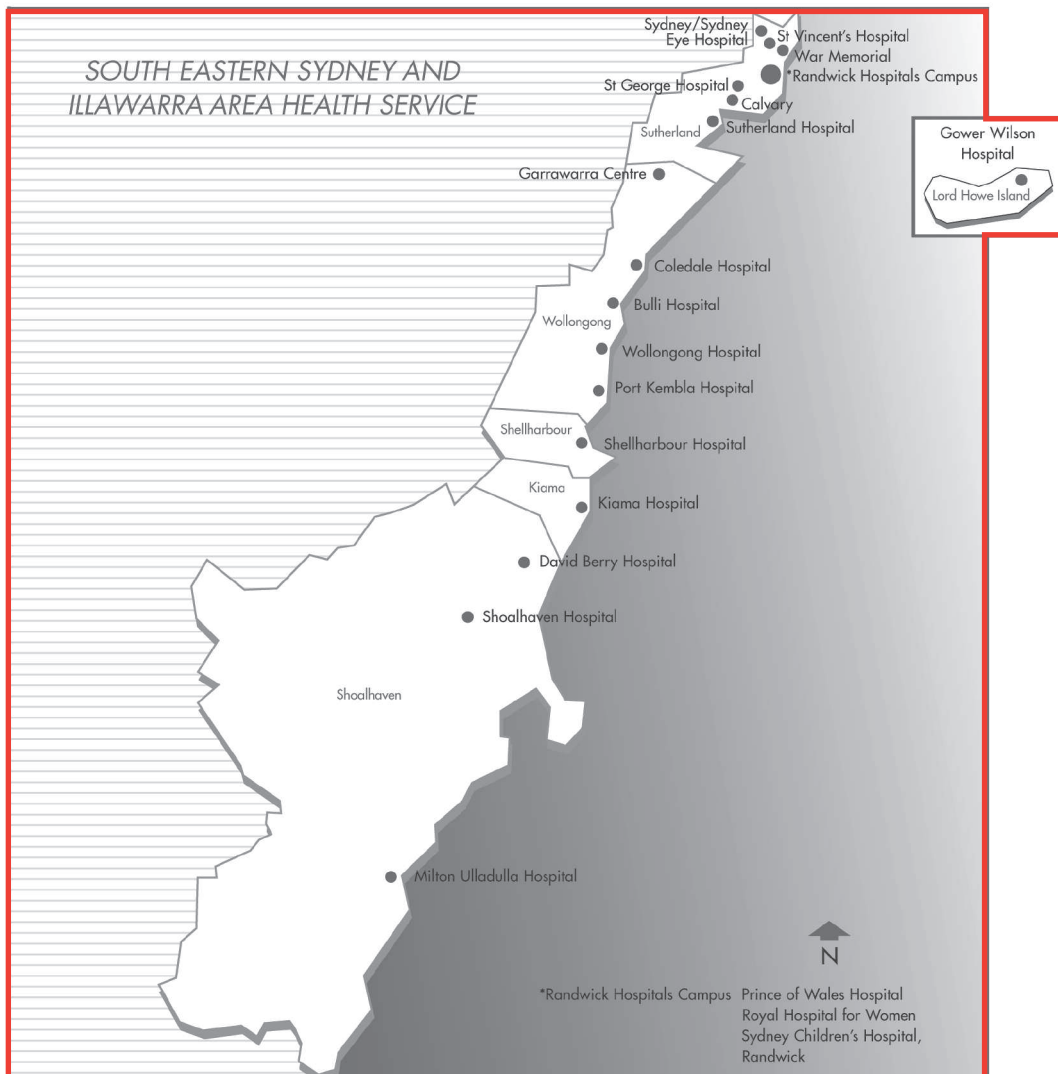 SOUTH EASTERN SYDNEY AND
ILLAWARRA AREA HEALTH SERVICE
Sydney/Sydney
Eye Hospital
St Vincent's Hospital
War Memorial
*Randwick Hospitals Campus
St George Hospital
Calvary
Sutherland Hospital
Sutherland
Gower Wilson
Hospital
Lord Howe Island
Garrawarra Centre
Coledale Hospital
Bulli Hospital
Wollongong
Wollongong Hospital
Port Kembla Hospital
Shellharbour
Shellharbour Hospital
Kiama
Kiama Hospital
David Berry Hospital
Shoalhaven Hospital
Shoalhaven
Milton Ulladulla Hospital
N
*Randwick Hospitals Campus Prince of Wales Hospital
Royal Hospital for Women
Sydney Children's Hospital,
Randwick